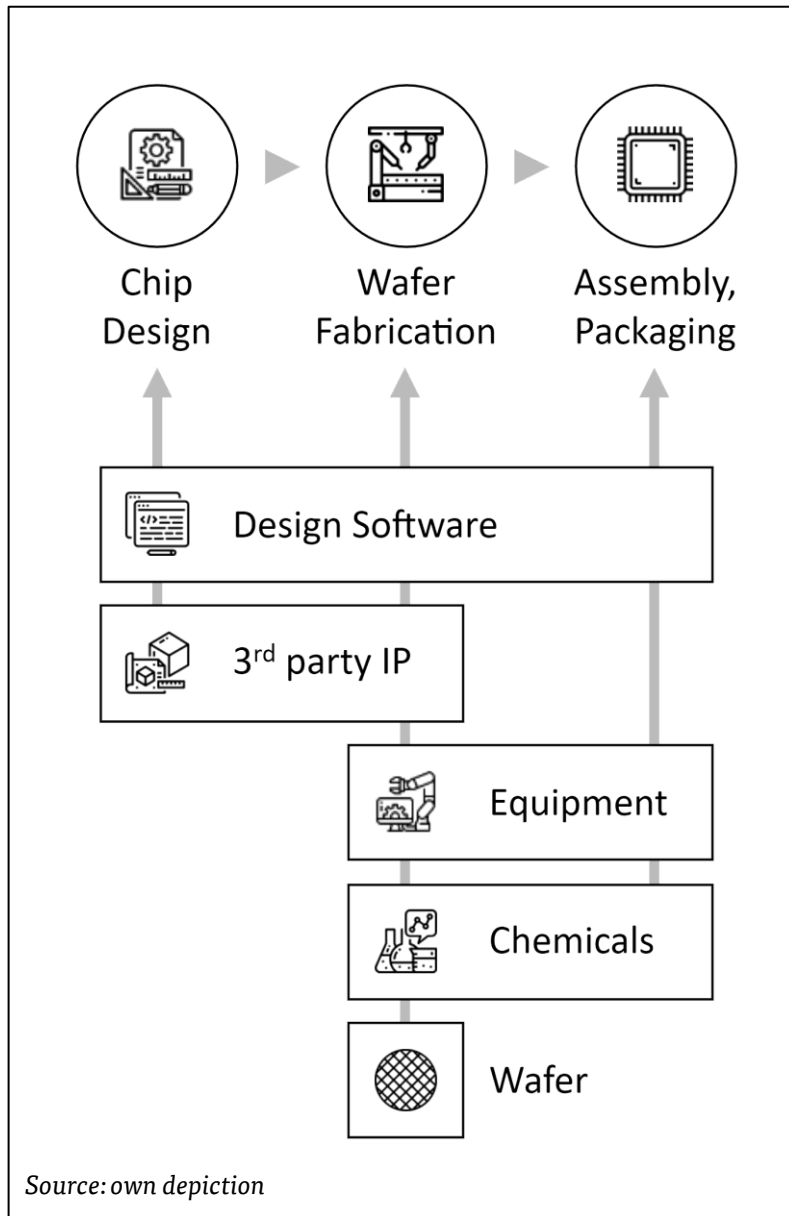 Chip
Design
Wafer
Fabrication
Assembly,
Packaging
Design Software
3rd party IP
Equipment
Chemicals
Wafer
Source: own depiction